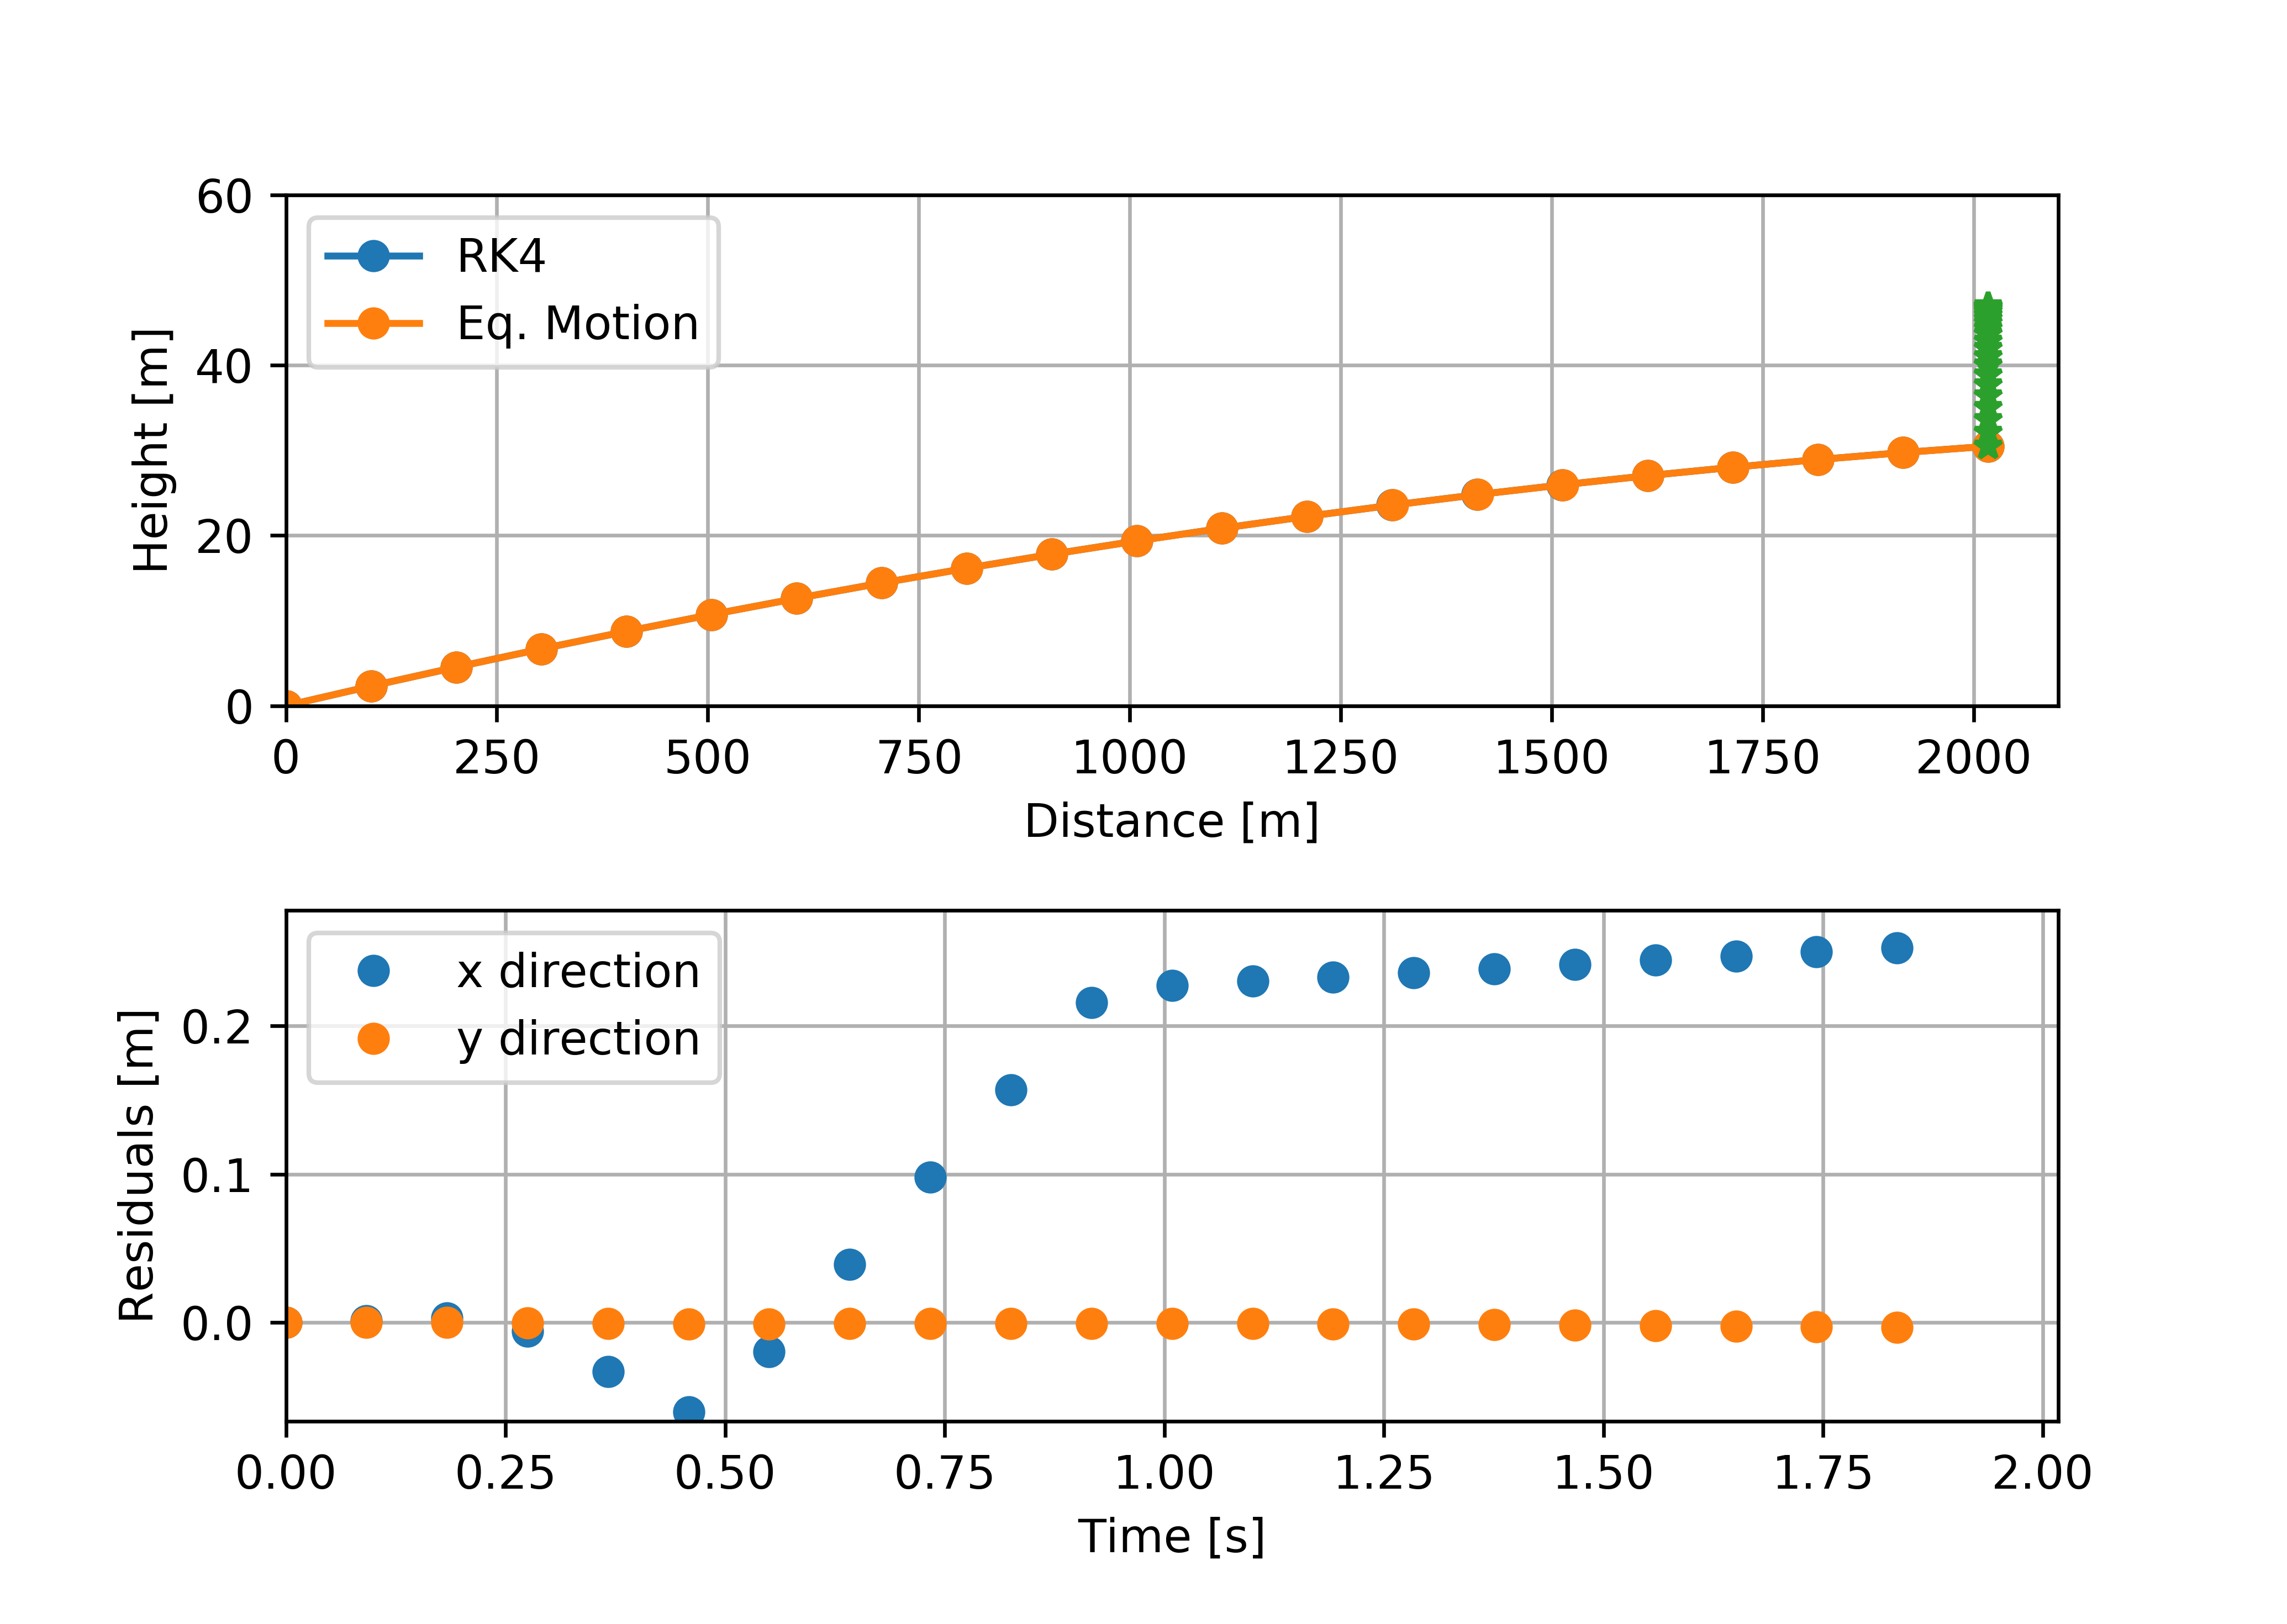 60
40
20
0
Height [m]
RK4
Eq. Motion
0 250 500 750 1000 1250 1500 1750 2000
Distance [m]
0.2
0.1
0.0
Residuals [m]
x direction
y direction
0.00 0.25 0.50 0.75 1.00 1.25 1.50 1.75 2.00
Time [s]